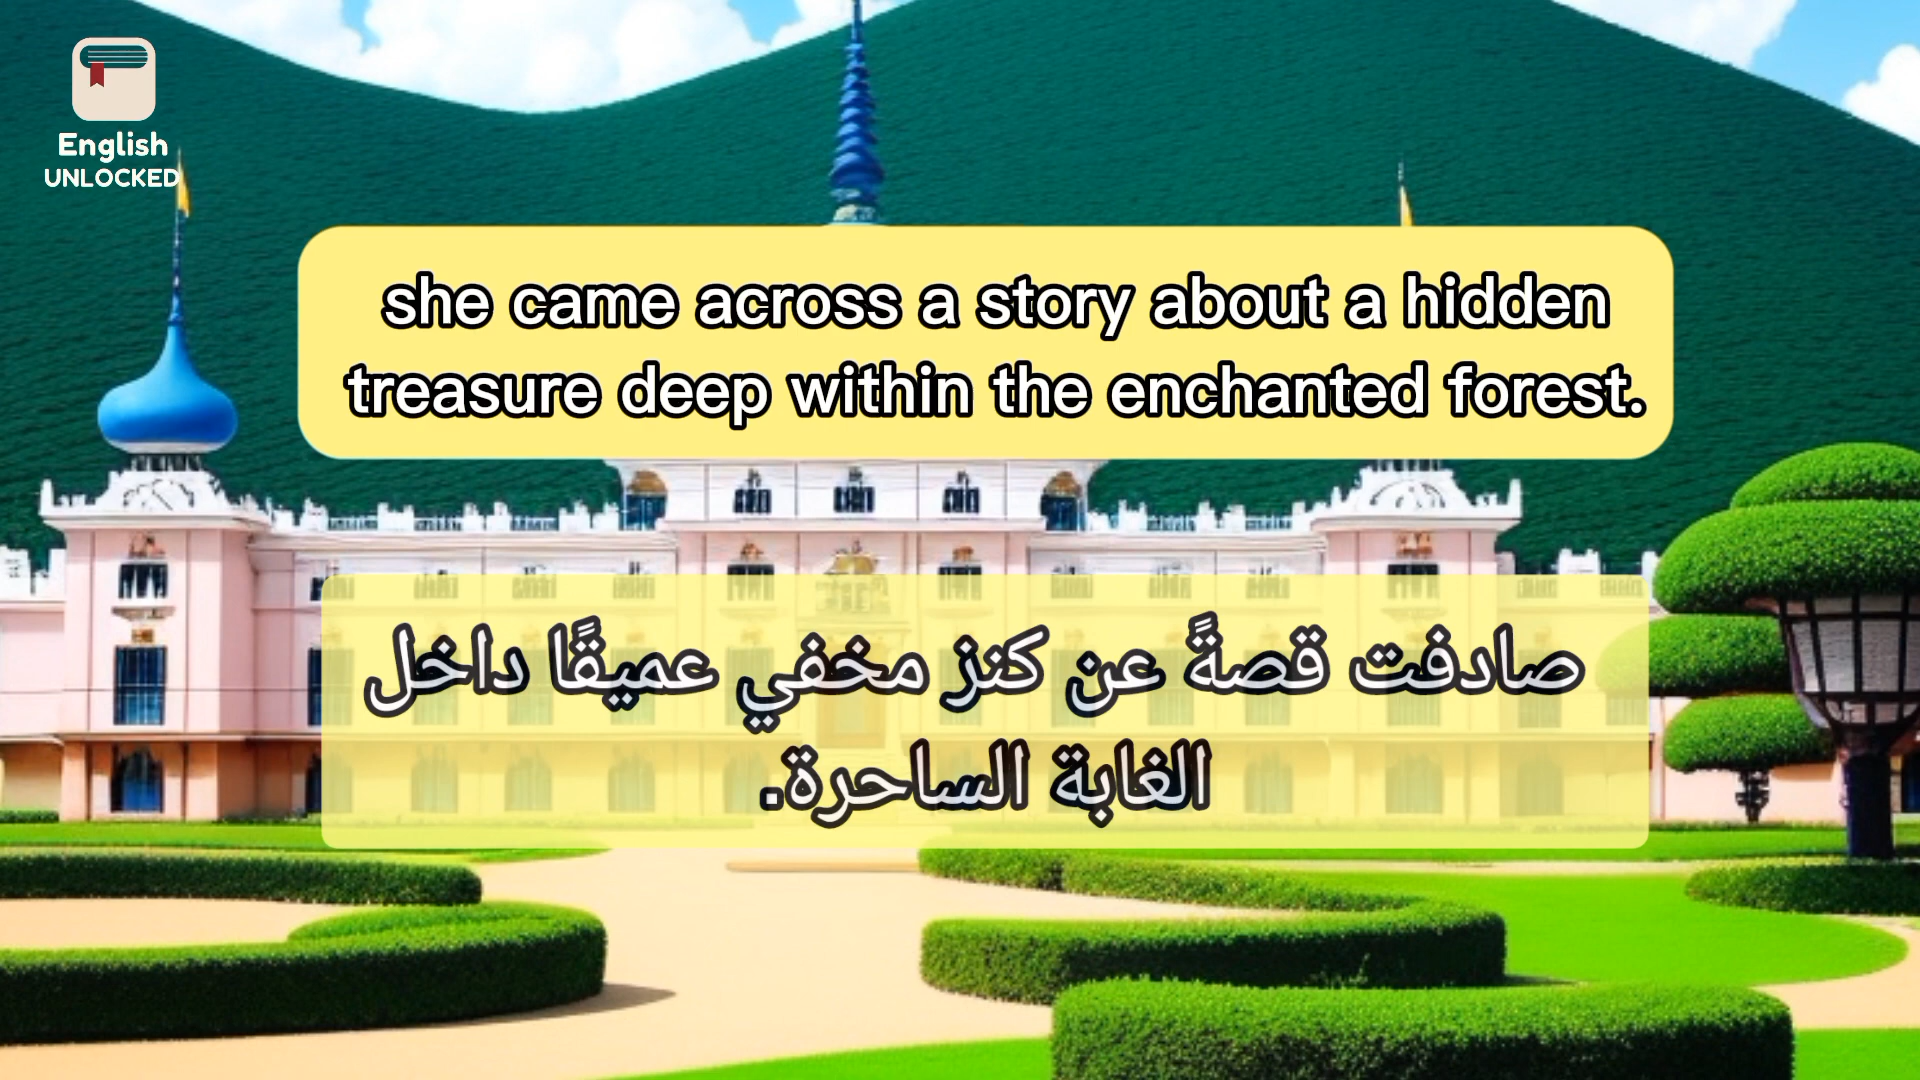 English
UNLOCKED
she came across a story about a hidden
treasure deep within the enchanted forest.
صادفت قصةً عن كنز مخفي عميقًا داخل
الغابة الساحرة.